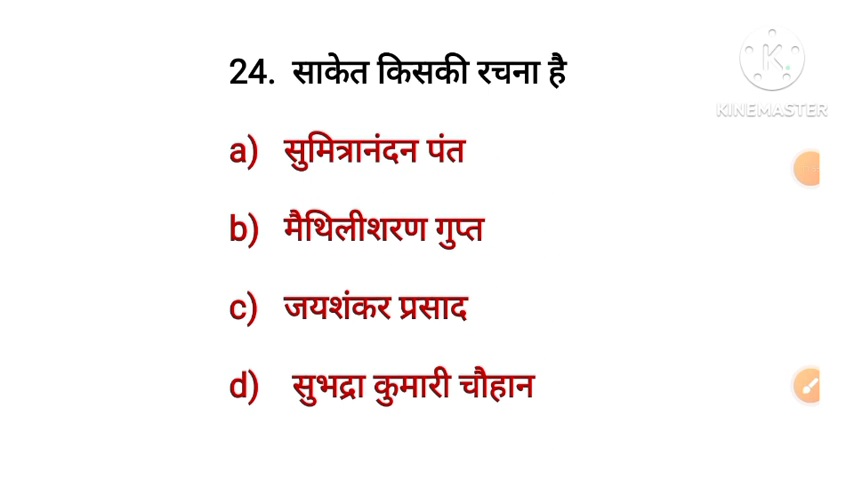 24. साकेत किसकी रचना है
a) सुमित्रानंदन पंत
b) मैथिलीशरण गुप्त
c) जयशंकर प्रसाद
d) सुभद्रा कुमारी चौहान
K
KINEMASTER